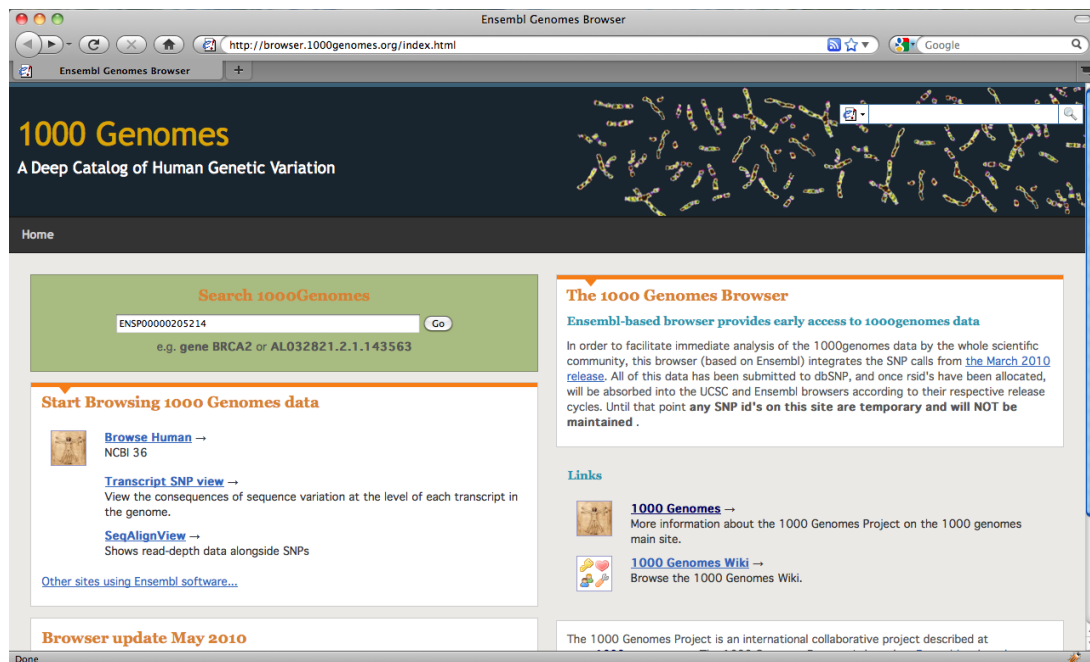 Ensembl Genomes Browser
http://browser.1000genomes.org/index.html
Google
Ensembl Genomes Browser
+
1000 Genomes
A Deep Catalog of Human Genetic Variation
Home
Search 1000Genomes
ENSP00000205214
Go
e.g. gene BRCA2 or AL032821.2.1.143563
Start Browsing 1000 Genomes data
Browse Human →
NCBI 36
Transcript SNP view →
View the consequences of sequence variation at the level of each transcript in
the genome.
SeqAlignView →
Shows read-depth data alongside SNPs
Other sites using Ensembl software...
Browser update May 2010
The 1000 Genomes Browser
Ensembl-based browser provides early access to 1000genomes data
In order to facilitate immediate analysis of the 1000genomes data by the whole scientific
community, this browser (based on Ensembl) integrates the SNP calls from the March 2010
release. All of this data has been submitted to dbSNP, and once rsid's have been allocated,
will be absorbed into the UCSC and Ensembl browsers according to their respective release
cycles. Until that point any SNP id's on this site are temporary and will NOT be
maintained .
Links
1000 Genomes →
More information about the 1000 Genomes Project on the 1000 genomes
main site.
1000 Genomes Wiki →
Browse the 1000 Genomes Wiki.
The 1000 Genomes Project is an international collaborative project described at
Done